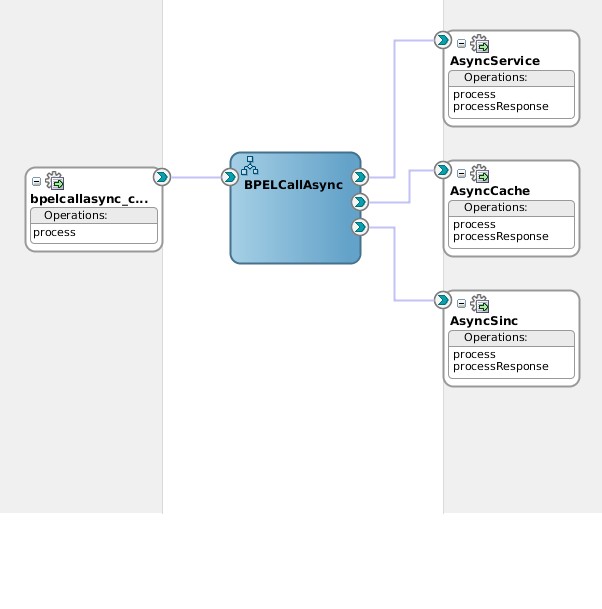 bpelcallasync_c...
Operations:
process
BPELCallAsync
AsyncService
Operations:
process
processResponse
AsyncCache
Operations:
process
processResponse
AsyncSinc
Operations:
process
processResponse